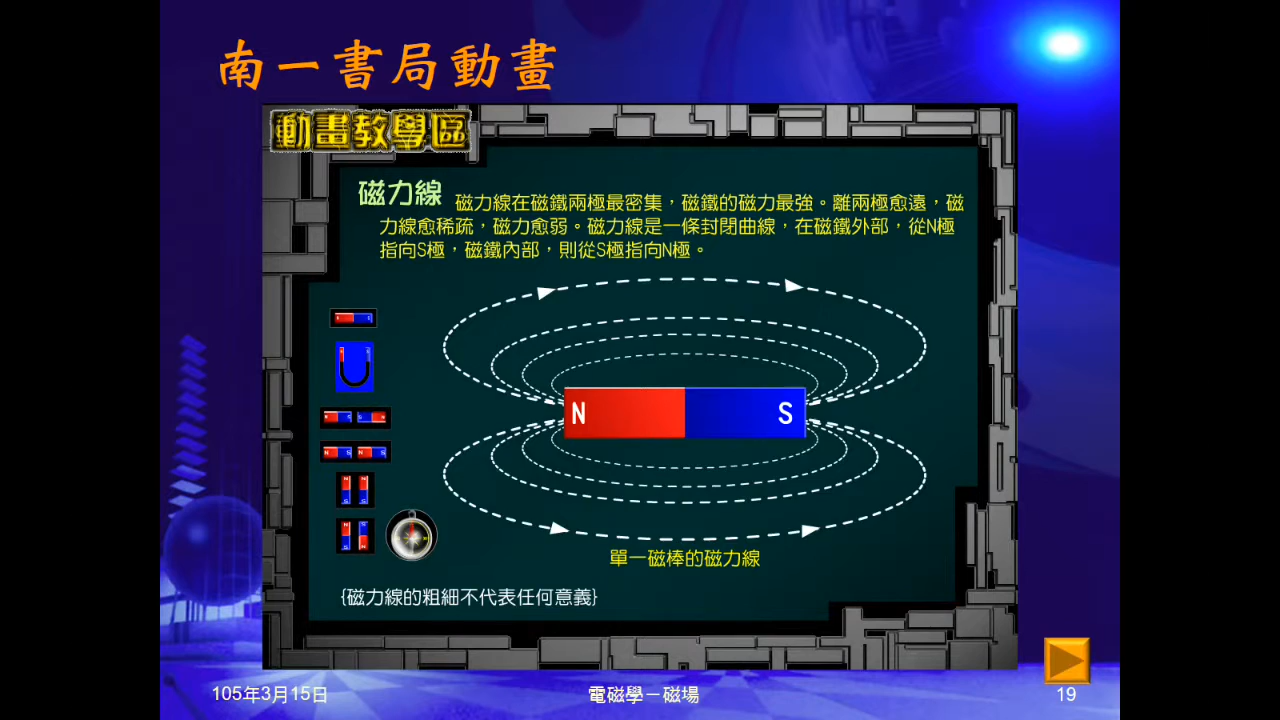 南一書局動畫
動畫教學區
磁力線 磁力線在磁鐵兩極最密集，磁鐵的磁力最強。離兩極愈遠，磁
力線愈稀疏，磁力愈弱。磁力線是一條封閉曲線，在磁鐵外部，從N極
指向S極，磁鐵內部，則從S極指向N極。
N S
單一磁棒的磁力線
{磁力線的粗細不代表任何意義}
105年3月15日 電磁學－磁場 19